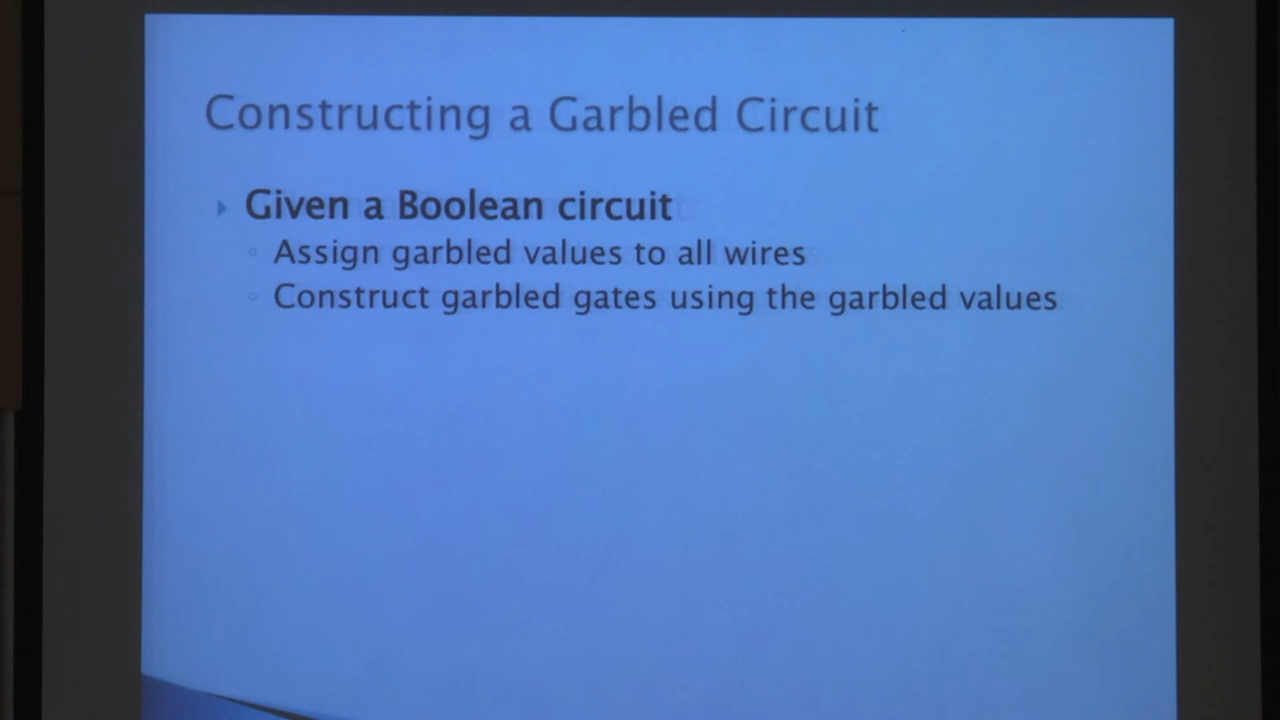 Constructing a Garbled Circuit
Given a Boolean circuit
Assign garbled values to all wires
Construct garbled gates using the garbled values